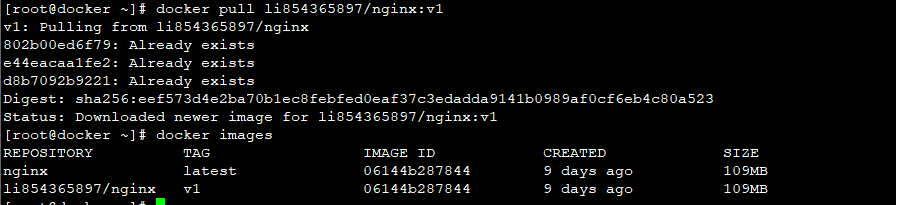 [root@docker ~]# docker pull li854365897/nginx:v1
v1: Pulling from li854365897/nginx
802b00ed6f79: Already exists
e44eacaa1fe2: Already exists
d8b7092b9221: Already exists
Digest: sha256:eef573d4e2ba70b1ec8febfed0eaf37c3edadda9141b0989af0cf6eb4c80a523
Status: Downloaded newer image for li854365897/nginx:v1
[root@docker ~]# docker images
REPOSITORY TAG IMAGE ID CREATED SIZE
nginx latest 06144b287844 9 days ago 109MB
li854365897/nginx v1 06144b287844 9 days ago 109MB
[root@docker ~]#